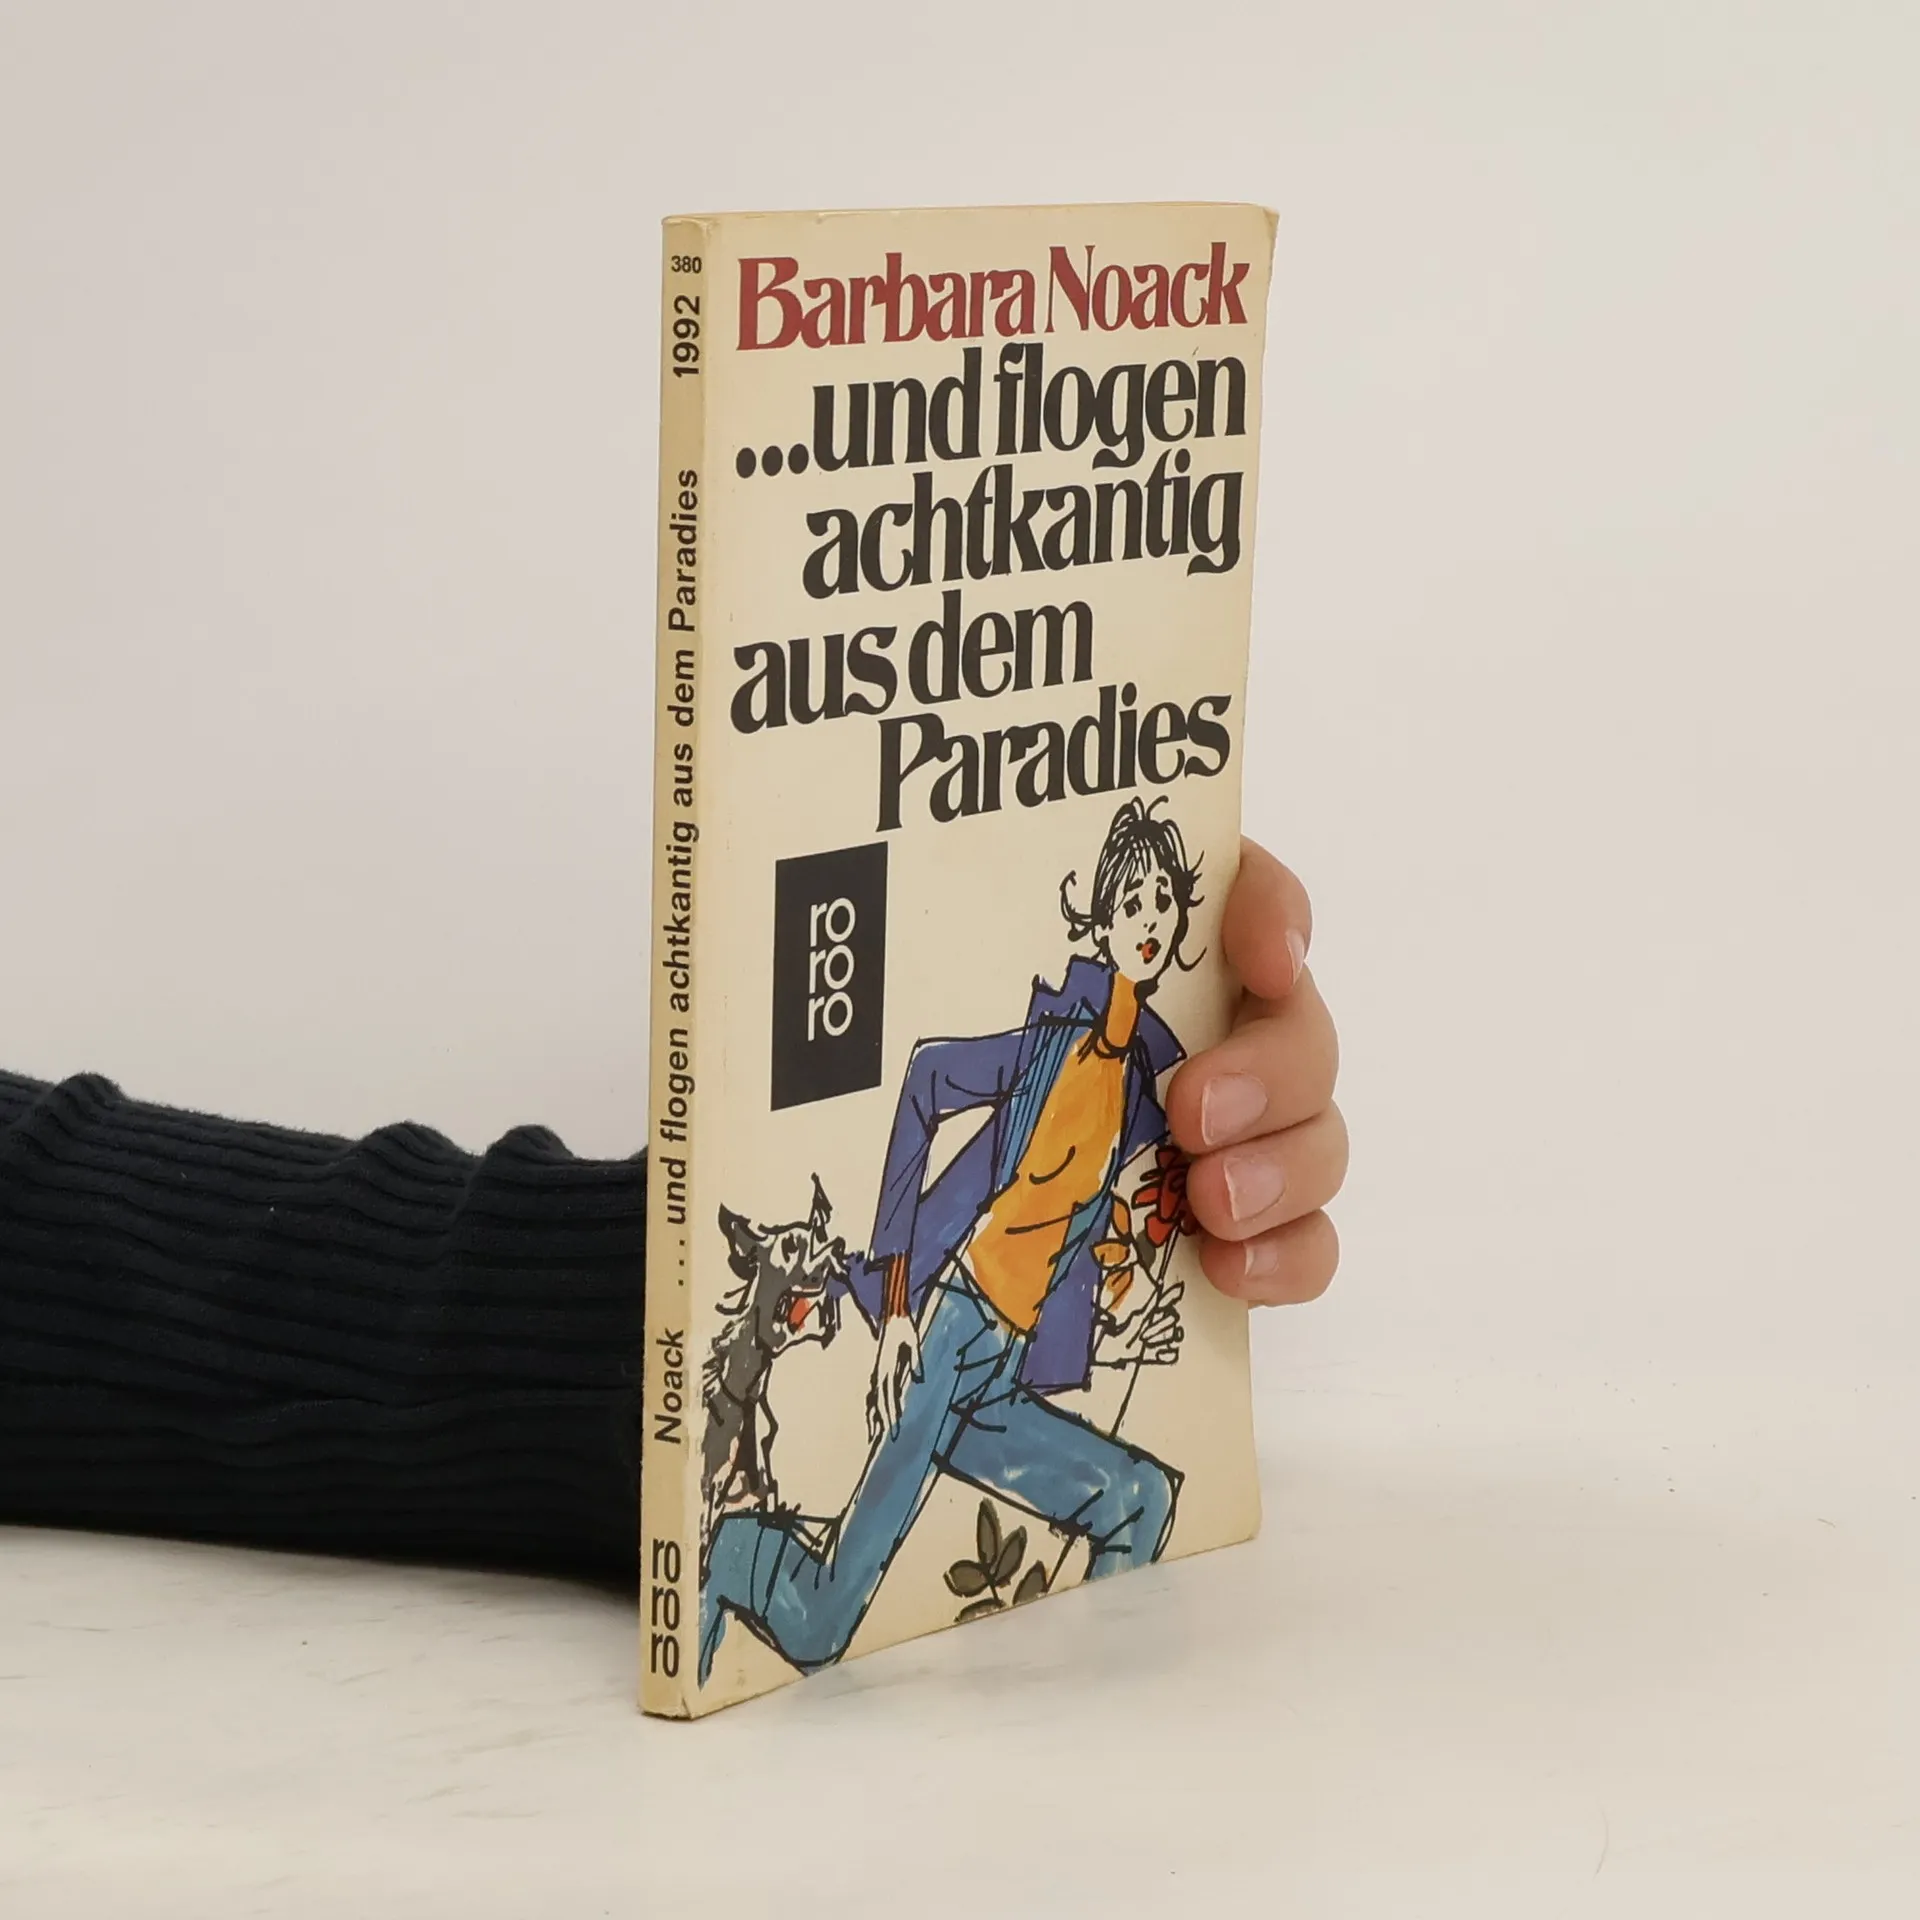 Barbara Noack
...und flogen
achtkantig
aus dem
Paradies
ro
ro
ro
Noack ...und flogen achtkantig aus dem Paradies 1992
380
ro
ro
ro